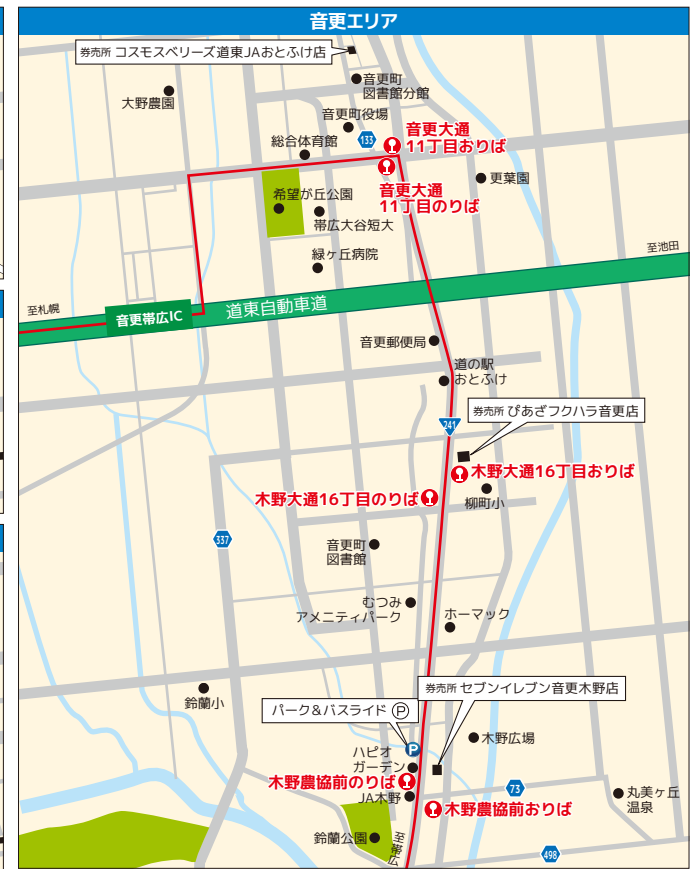 音更エリア
券売所 コスモスベリーズ道東JAおとふけ店
音更町
図書館分館
大野農園
音更町役場
133
音更大通
11丁目おりば
総合体育館
更葉園
音更大通
11丁目のりば
希望が丘公園
帯広大谷短大
緑ヶ丘病院
至池田
至札幌
音更帯広IC
道東自動車道
音更郵便局
道の駅
おとふけ
券売所 ぴあざフクハラ音更店
241
木野大通16丁目おりば
木野大通16丁目のりば
柳町小
337
音更町
図書館
むつみ
アメニティパーク
ホーマック
券売所 セブンイレブン音更木野店
鈴蘭小
パーク&バスライド Ⓟ
木野広場
P
ハピオ
ガーデン
木野農協前のりば
JA木野
73
丸美ヶ丘
温泉
木野農協前おりば
鈴蘭公園
至帯広
498